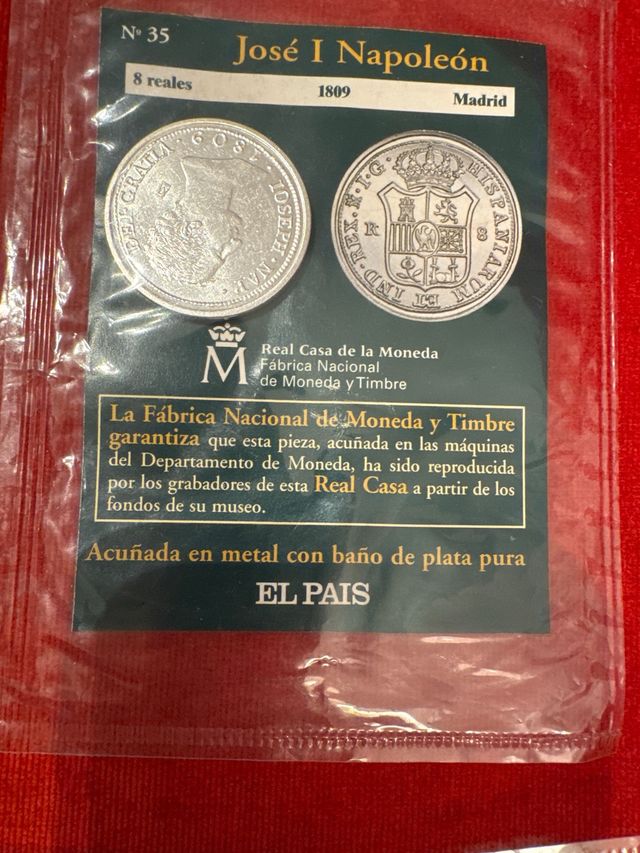 Nº 35
José I Napoleón
8 reales 1809 Madrid
DEI GRATIA · 1809 · IOSEPH · NAP ·
HISPANIARUM ET IND · REX · M · I · G ·
R 8
M
Real Casa de la Moneda
Fábrica Nacional
de Moneda y Timbre
La Fábrica Nacional de Moneda y Timbre
garantiza que esta pieza, acuñada en las máquinas
del Departamento de Moneda, ha sido reproducida
por los grabadores de esta Real Casa a partir de los
fondos de su museo.
Acuñada en metal con baño de plata pura
EL PAIS